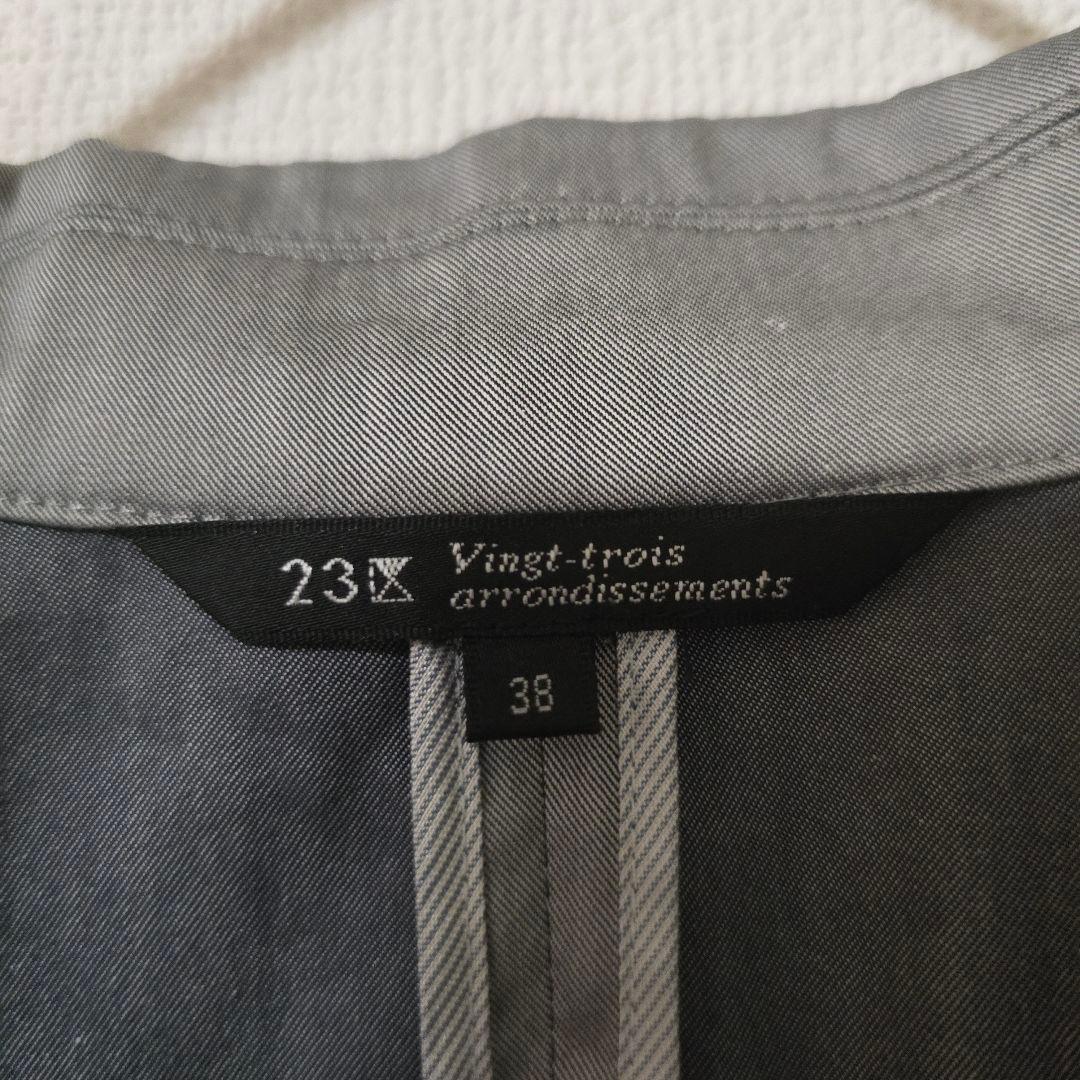 23区 Vingt-trois
arrondissements
38